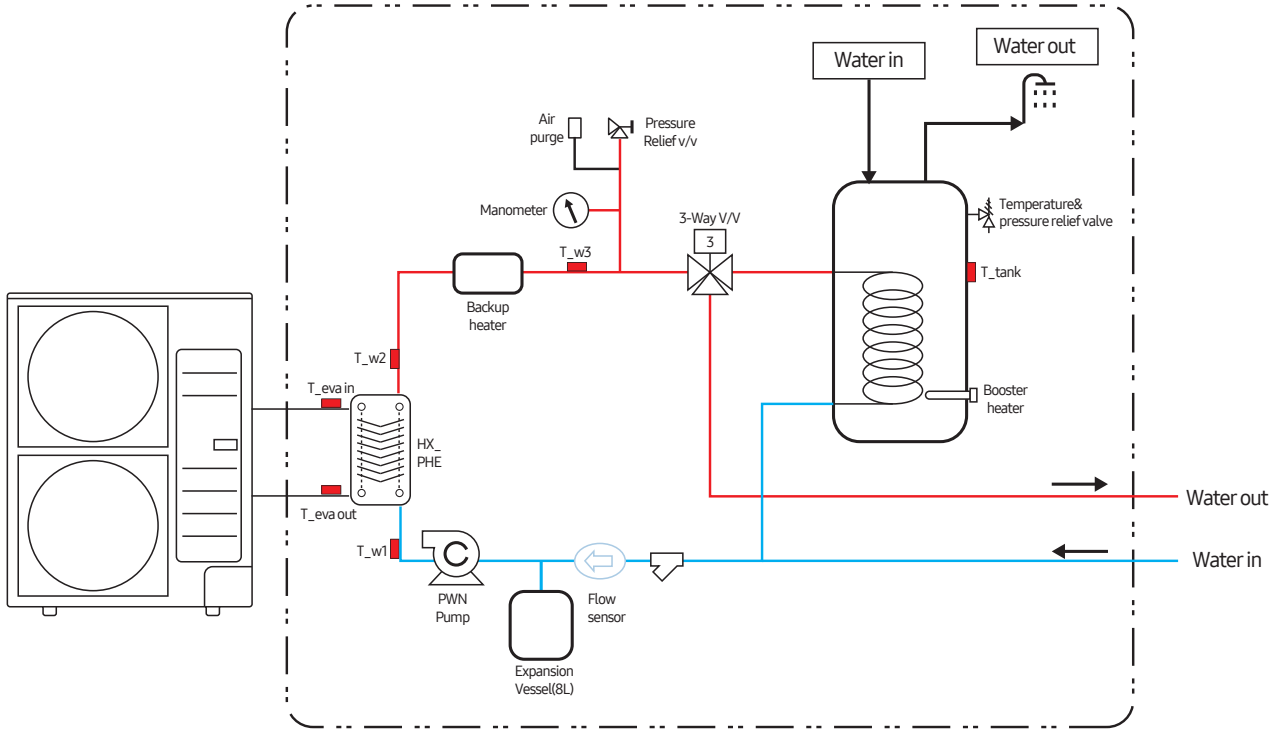 Water in
Water out
Air
purge
Pressure
Relief v/v
Manometer
3-Way V/V
3
Temperature&
pressure relief valve
T_w3
T_tank
Backup
heater
T_w2
T_eva in
Booster
heater
HX_
PHE
T_eva out
Water out
T_w1
Water in
PWN
Pump
Flow
sensor
Expansion
Vessel(8L)